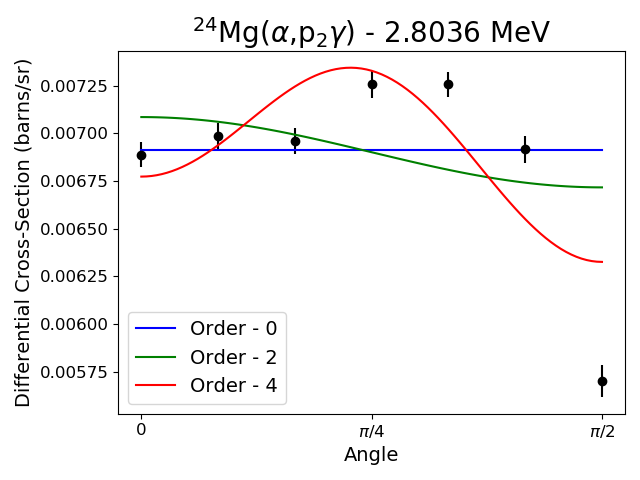 ²⁴Mg(α,p₂γ) - 2.8036 MeV
Differential Cross-Section (barns/sr)
0.00725
0.00700
0.00675
0.00650
0.00625
0.00600
0.00575
Order - 0
Order - 2
Order - 4
0 π/4 π/2
Angle